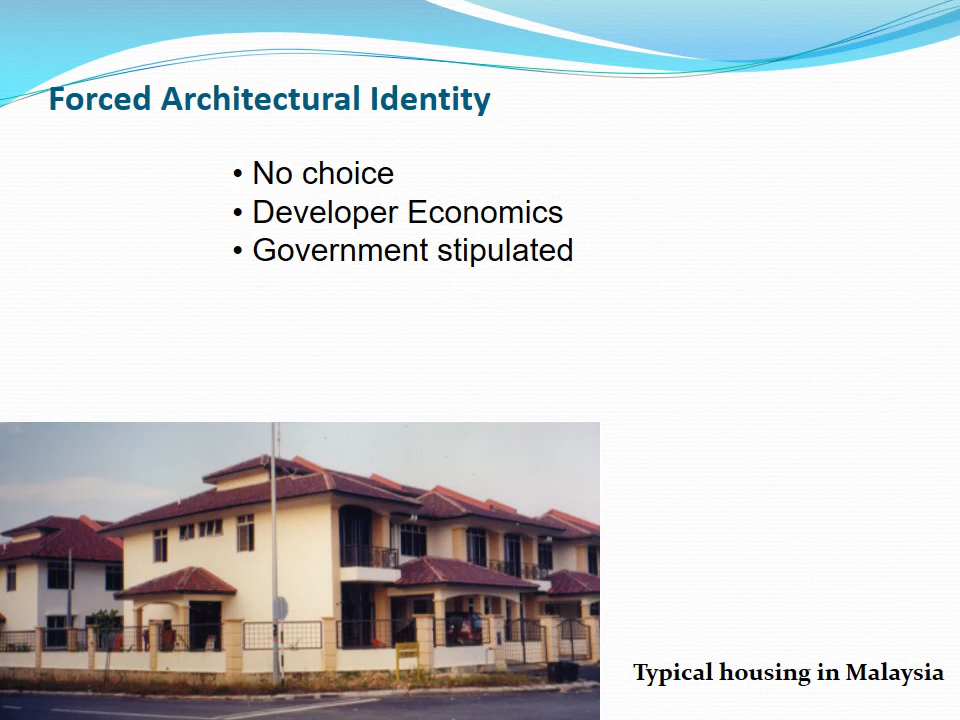 Forced Architectural Identity
• No choice
• Developer Economics
• Government stipulated
Typical housing in Malaysia